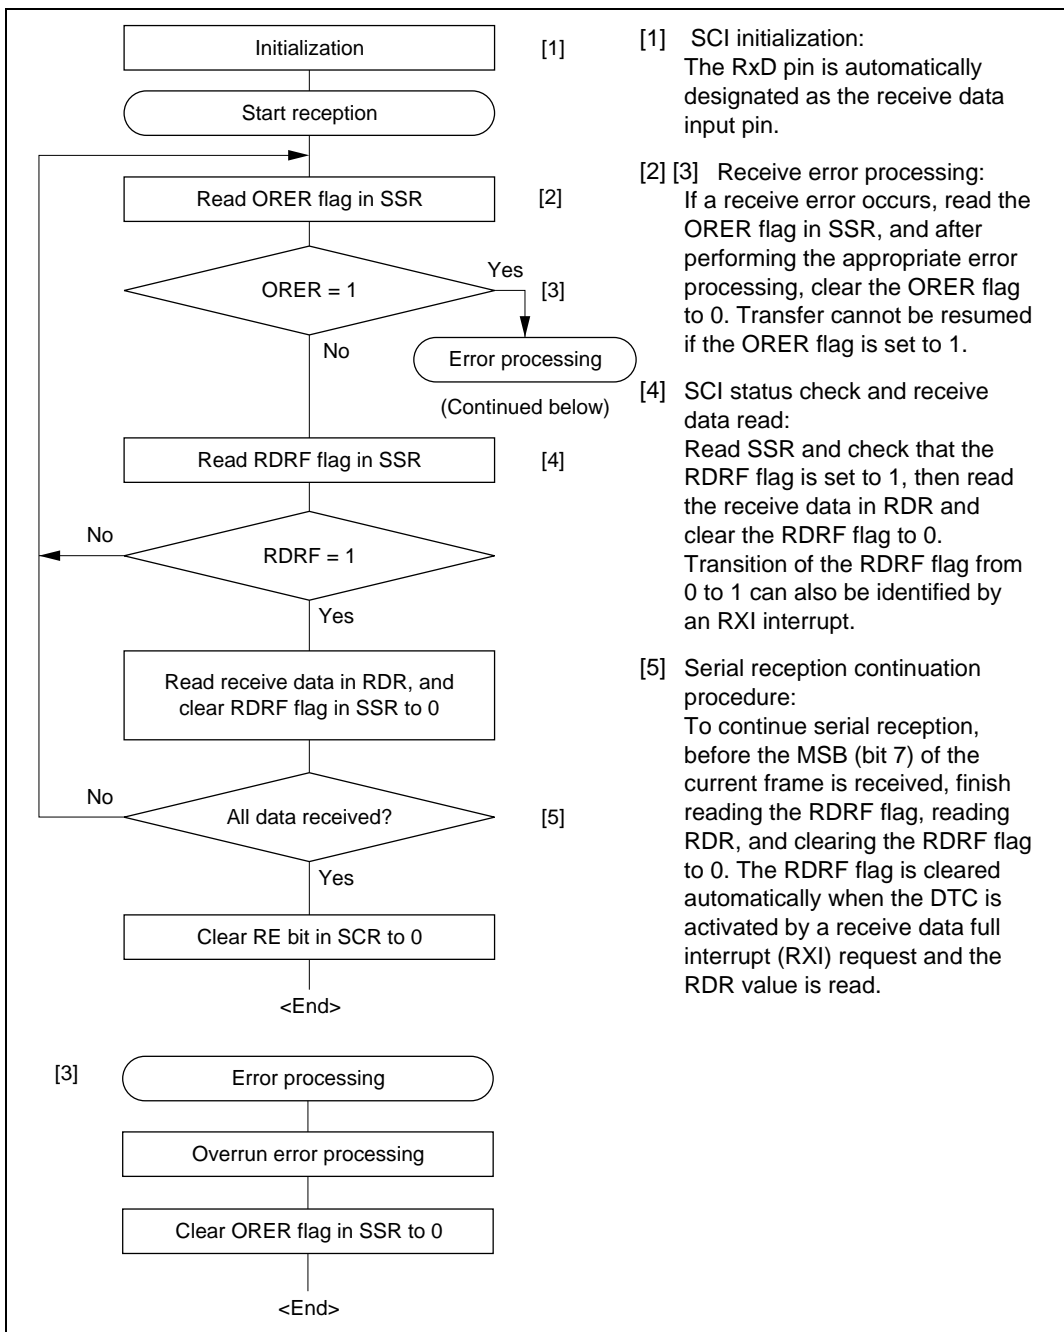 Initialization
[1]
Start reception
Read ORER flag in SSR
[2]
ORER = 1
Yes
[3]
No
Error processing
(Continued below)
Read RDRF flag in SSR
[4]
No
RDRF = 1
Yes
Read receive data in RDR, and
clear RDRF flag in SSR to 0
No
All data received?
[5]
Yes
Clear RE bit in SCR to 0
<End>
[3]
Error processing
Overrun error processing
Clear ORER flag in SSR to 0
<End>
[1] SCI initialization:
The RxD pin is automatically
designated as the receive data
input pin.
[2] [3] Receive error processing:
If a receive error occurs, read the
ORER flag in SSR, and after
performing the appropriate error
processing, clear the ORER flag
to 0. Transfer cannot be resumed
if the ORER flag is set to 1.
[4] SCI status check and receive
data read:
Read SSR and check that the
RDRF flag is set to 1, then read
the receive data in RDR and
clear the RDRF flag to 0.
Transition of the RDRF flag from
0 to 1 can also be identified by
an RXI interrupt.
[5] Serial reception continuation
procedure:
To continue serial reception,
before the MSB (bit 7) of the
current frame is received, finish
reading the RDRF flag, reading
RDR, and clearing the RDRF flag
to 0. The RDRF flag is cleared
automatically when the DTC is
activated by a receive data full
interrupt (RXI) request and the
RDR value is read.